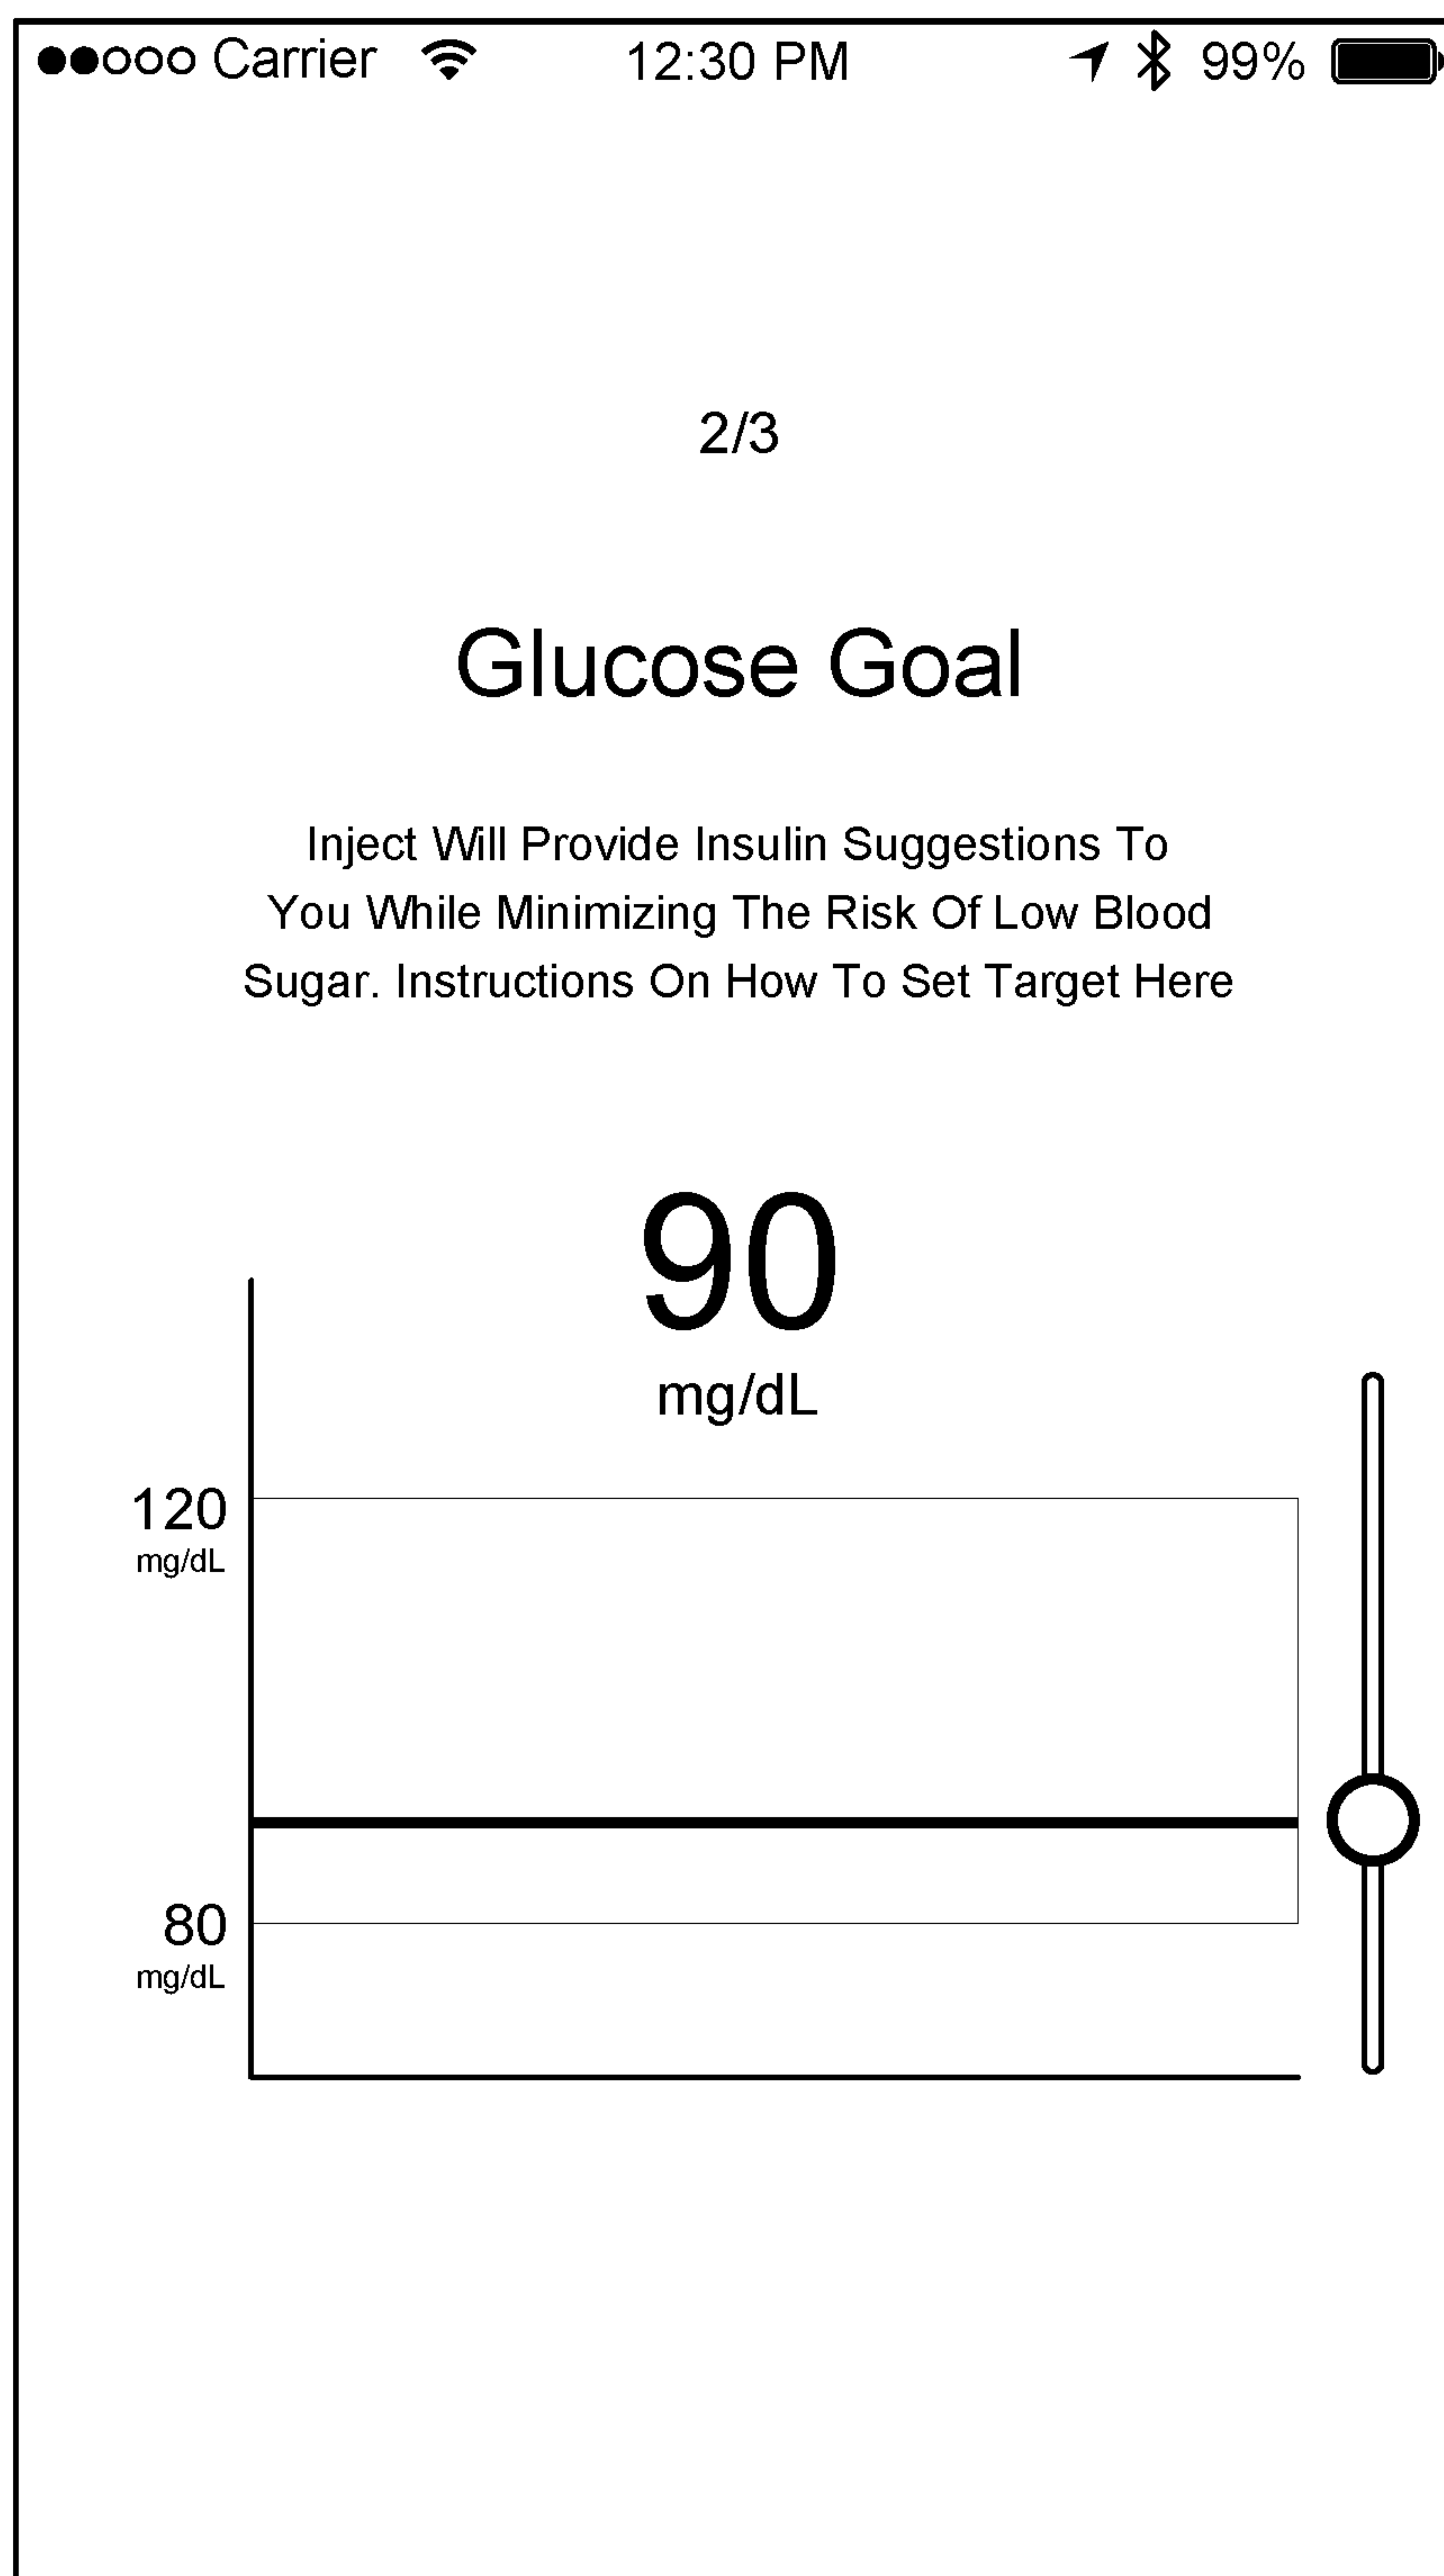 Carrier 12:30 PM 99%
2/3
Glucose Goal
Inject Will Provide Insulin Suggestions To
You While Minimizing The Risk Of Low Blood
Sugar. Instructions On How To Set Target Here
90
mg/dL
120
mg/dL
80
mg/dL